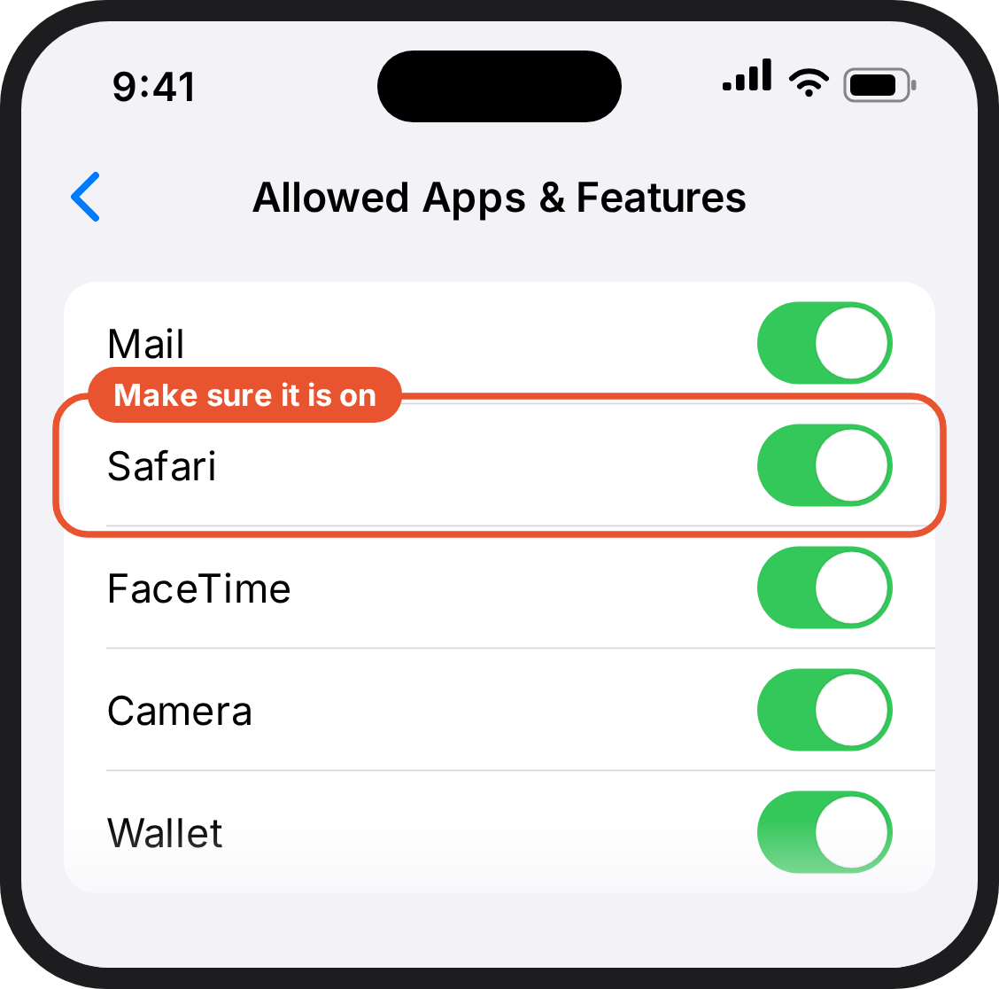 9:41
Allowed Apps & Features
Mail
Make sure it is on
Safari
FaceTime
Camera
Wallet